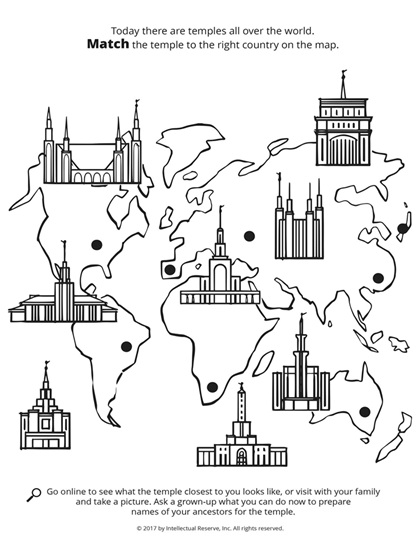 Today there are temples all over the world.
Match the temple to the right country on the map.
Go online to see what the temple closest to you looks like, or visit with your family
and take a picture. Ask a grown-up what you can do now to prepare
names of your ancestors for the temple.
© 2017 by Intellectual Reserve, Inc. All rights reserved.